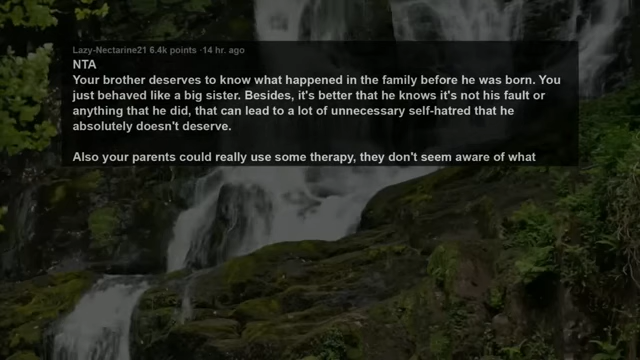 Lazy-Nectarine21 6.4k points · 14 hr. ago
NTA
Your brother deserves to know what happened in the family before he was born. You
just behaved like a big sister. Besides, it's better that he knows it's not his fault or
anything that he did, that can lead to a lot of unnecessary self-hatred that he
absolutely doesn't deserve.
Also your parents could really use some therapy, they don't seem aware of what